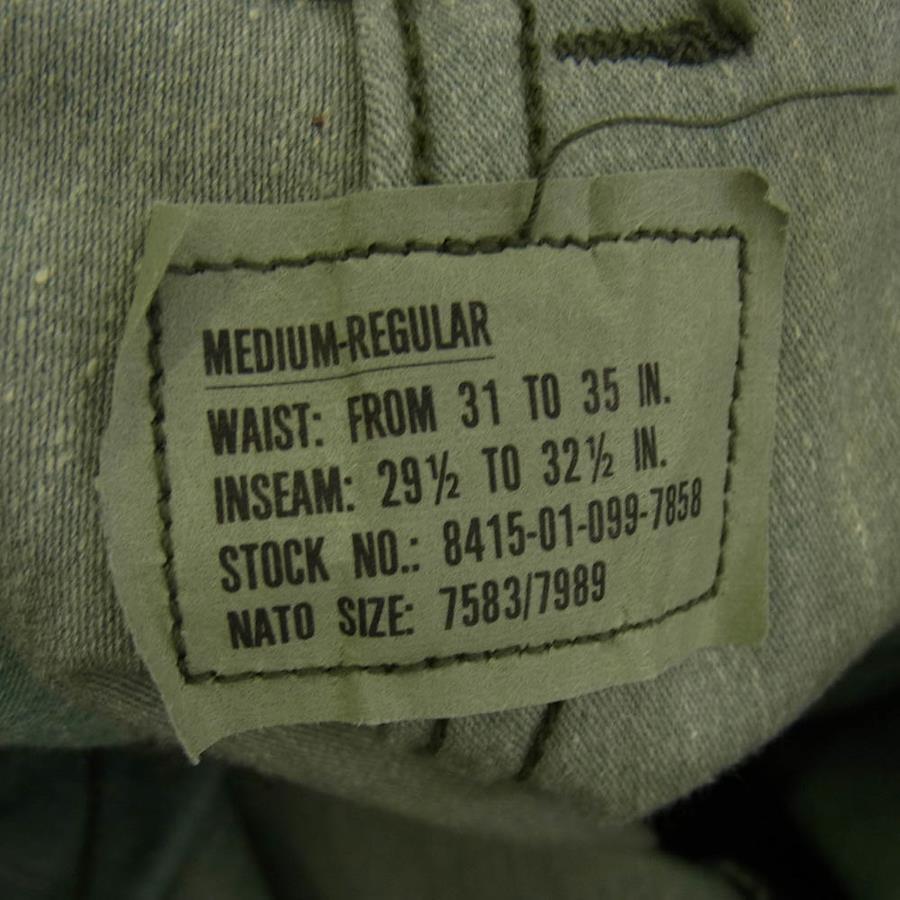 MEDIUM-REGULAR
WAIST: FROM 31 TO 35 IN.
INSEAM: 29½ TO 32½ IN.
STOCK NO.: 8415-01-099-7858
NATO SIZE: 7583/7989